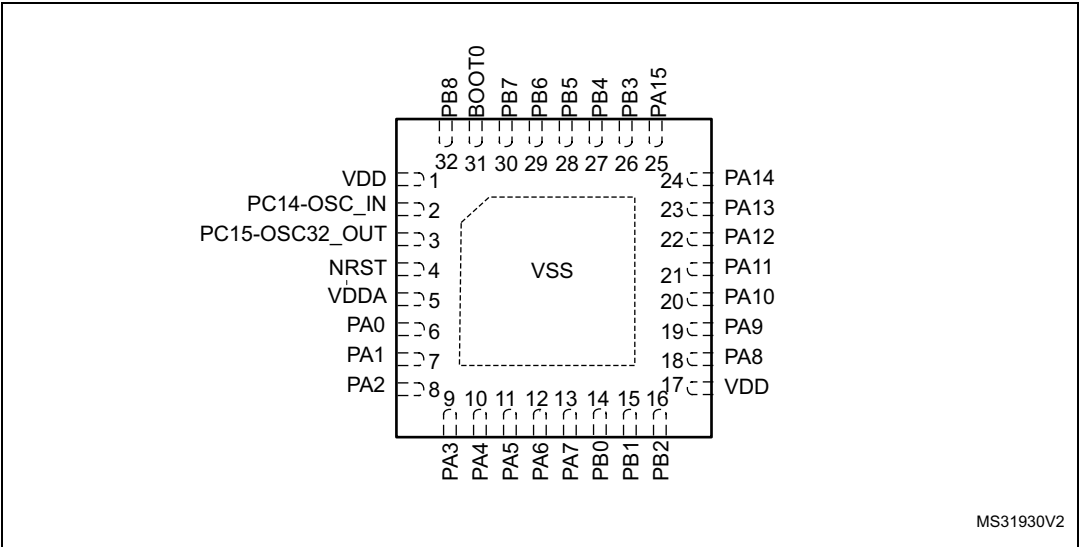 PB8
BOOT0
PB7
PB6
PB5
PB4
PB3
PA15
32 31 30 29 28 27 26 25
VDD 1
PC14-OSC_IN 2
PC15-OSC32_OUT 3
NRST 4
VDDA 5
PA0 6
PA1 7
PA2 8
VSS
24 PA14
23 PA13
22 PA12
21 PA11
20 PA10
19 PA9
18 PA8
17 VDD
9 10 11 12 13 14 15 16
PA3
PA4
PA5
PA6
PA7
PB0
PB1
PB2
MS31930V2